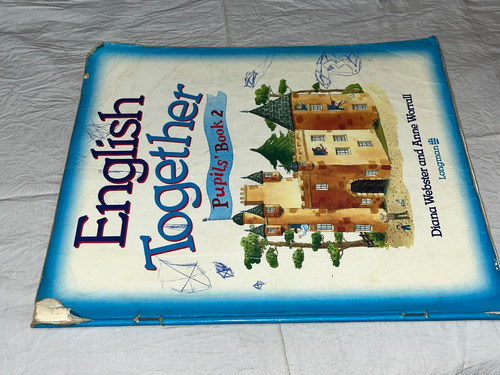 English
Together
Pupils' Book 2
Diana Webster and Anne Worrall
Longman